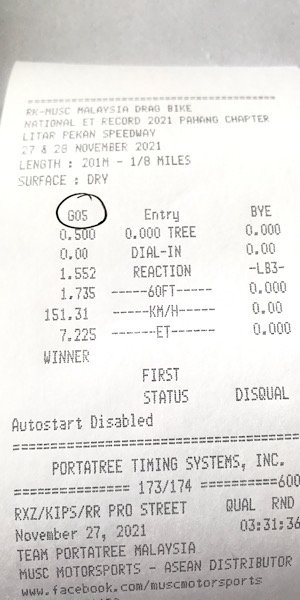 RK-MUSC MALAYSIA DRAG BIKE
NATIONAL ET RECORD 2021 PAHANG CHAPTER
LITAR PEKAN SPEEDWAY
27 & 28 NOVEMBER 2021
LENGTH : 201M - 1/8 MILES
SURFACE : DRY
G05 Entry BYE
0.500 0.000 TREE 0.000
0.00 DIAL-IN 0.00
1.552 REACTION -LB3-
1.735 -----60FT----- 0.000
151.31 -----KM/H----- 0.00
7.225 ------ET------ 0.000
WINNER
FIRST
STATUS DISQUAL
Autostart Disabled
PORTATREE TIMING SYSTEMS, INC.
============== 173/174 ==========600
RXZ/KIPS/RR PRO STREET QUAL RND
November 27, 2021 03:31:36
TEAM PORTATREE MALAYSIA
MUSC MOTORSPORTS - ASEAN DISTRIBUTOR
www.facebook.com/muscmotorsports